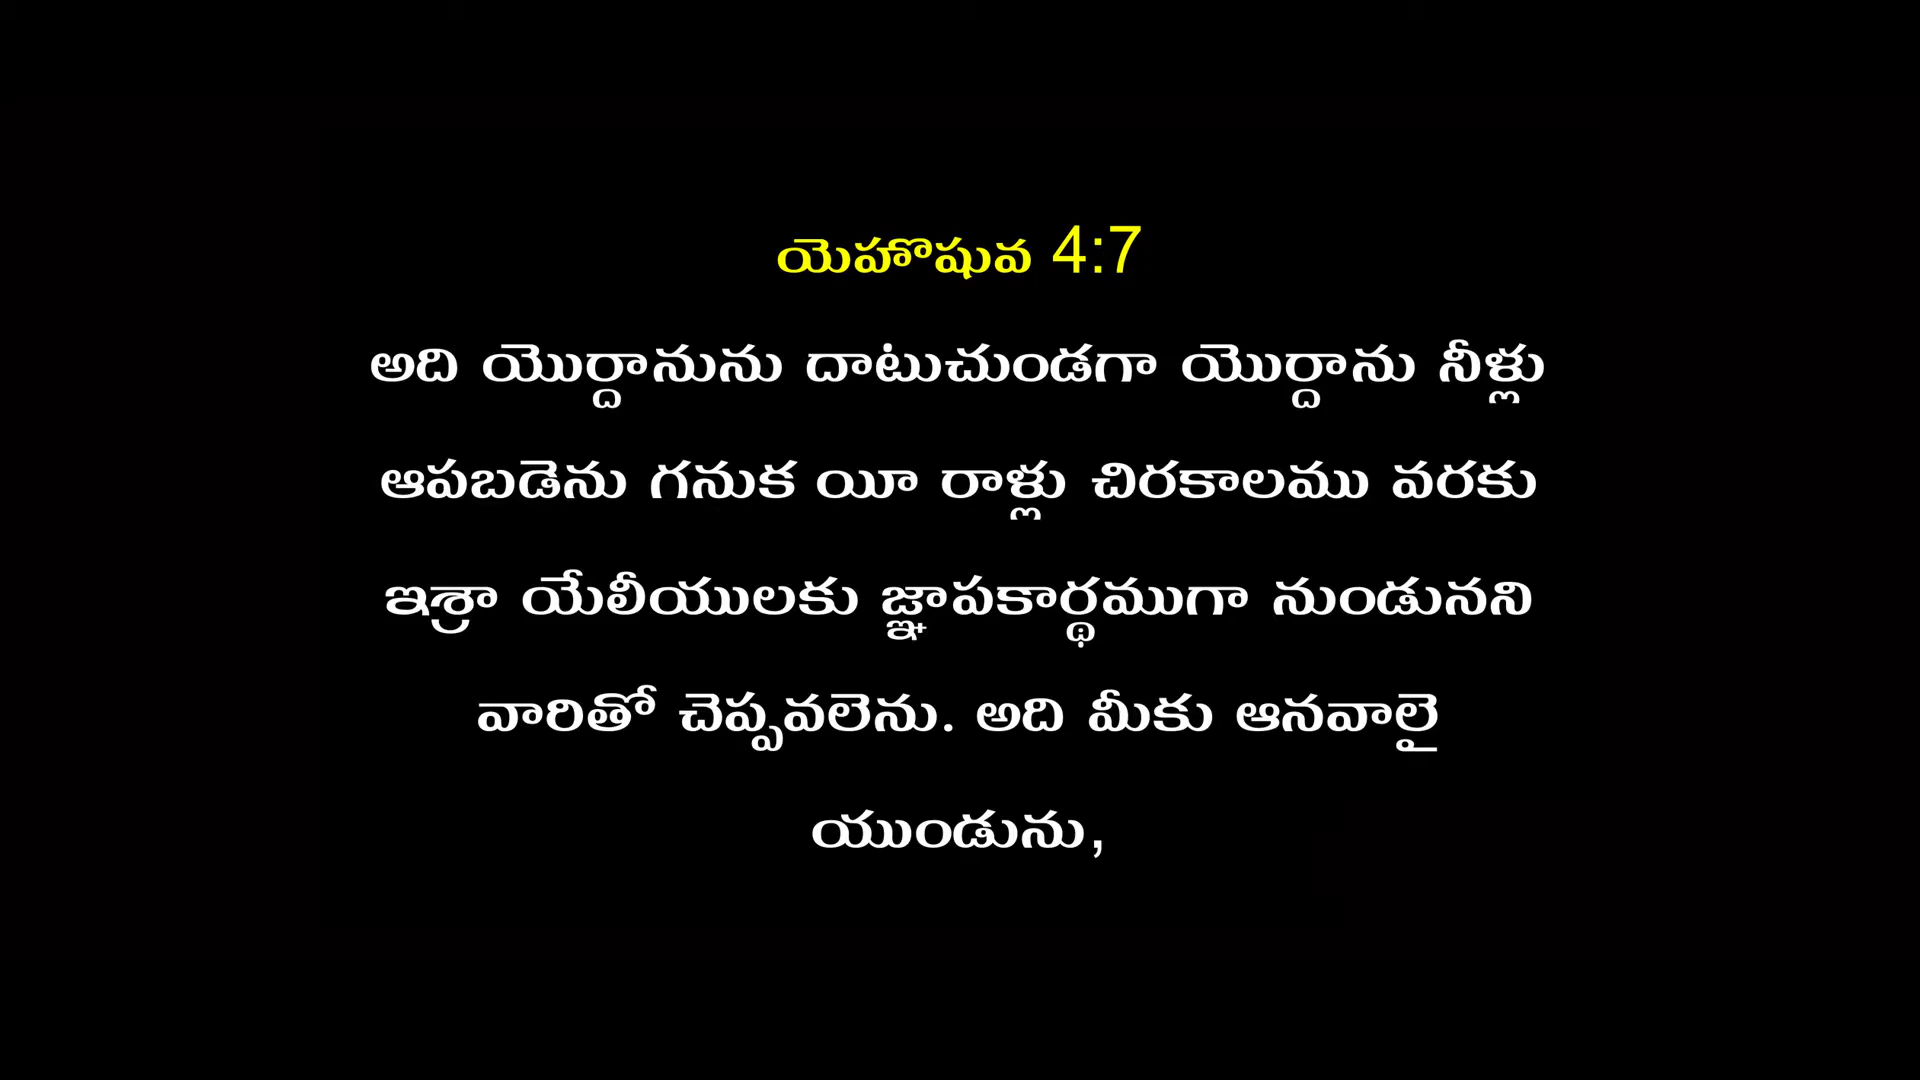 యెహొషువ 4:7
అది యొర్దానును దాటుచుండగా యొర్దాను నీళ్లు
ఆపబడెను గనుక యీ రాళ్లు చిరకాలము వరకు
ఇశ్రా యేలీయులకు జ్ఞాపకార్థముగా నుండునని
వారితో చెప్పవలెను. అది మీకు ఆనవాలై
యుండును,